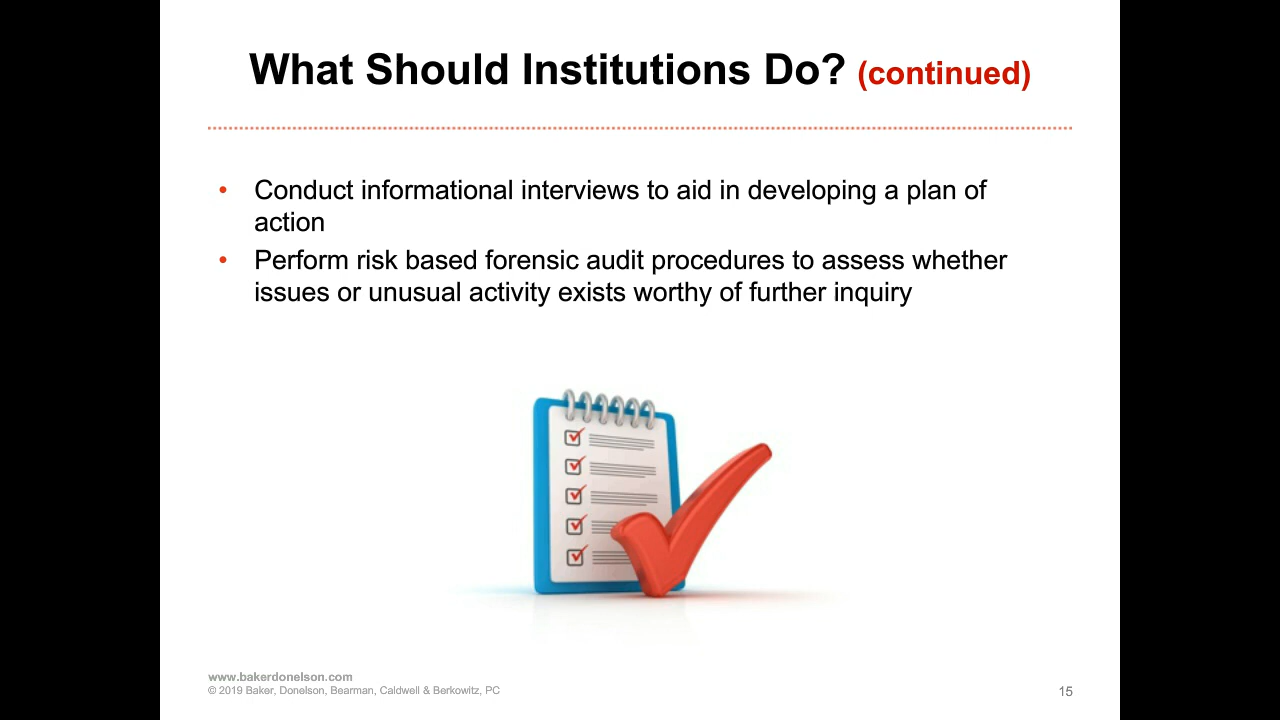 What Should Institutions Do? (continued)
• Conduct informational interviews to aid in developing a plan of
action
• Perform risk based forensic audit procedures to assess whether
issues or unusual activity exists worthy of further inquiry
www.bakerdonelson.com
© 2019 Baker, Donelson, Bearman, Caldwell & Berkowitz, PC
15